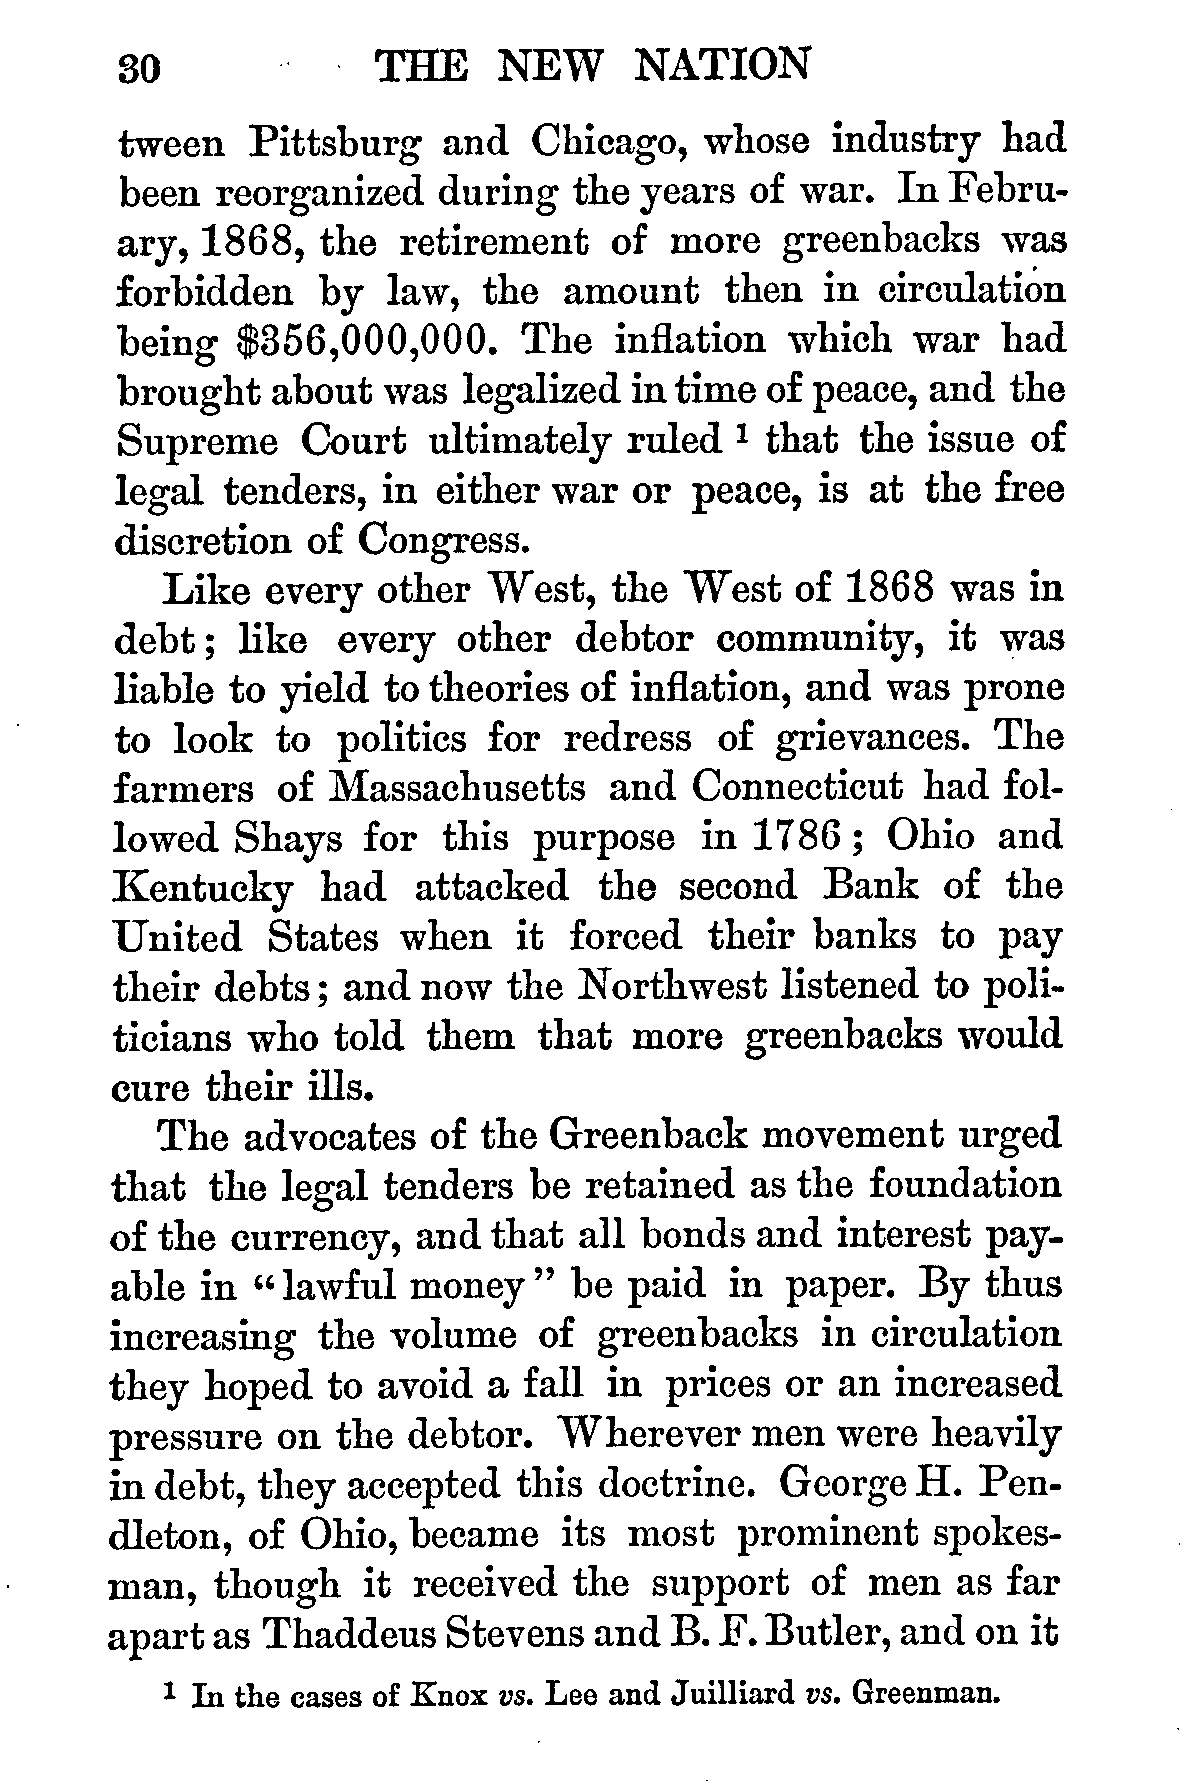 30 THE NEW NATION
tween Pittsburg and Chicago, whose industry had
been reorganized during the years of war. In Febru-
ary, 1868, the retirement of more greenbacks was
forbidden by law, the amount then in circulation
being $356,000,000. The inflation which war had
brought about was legalized in time of peace, and the
Supreme Court ultimately ruled ¹ that the issue of
legal tenders, in either war or peace, is at the free
discretion of Congress.
Like every other West, the West of 1868 was in
debt; like every other debtor community, it was
liable to yield to theories of inflation, and was prone
to look to politics for redress of grievances. The
farmers of Massachusetts and Connecticut had fol-
lowed Shays for this purpose in 1786; Ohio and
Kentucky had attacked the second Bank of the
United States when it forced their banks to pay
their debts; and now the Northwest listened to poli-
ticians who told them that more greenbacks would
cure their ills.
The advocates of the Greenback movement urged
that the legal tenders be retained as the foundation
of the currency, and that all bonds and interest pay-
able in "lawful money" be paid in paper. By thus
increasing the volume of greenbacks in circulation
they hoped to avoid a fall in prices or an increased
pressure on the debtor. Wherever men were heavily
in debt, they accepted this doctrine. George H. Pen-
dleton, of Ohio, became its most prominent spokes-
man, though it received the support of men as far
apart as Thaddeus Stevens and B. F. Butler, and on it
¹ In the cases of Knox vs. Lee and Juilliard vs. Greenman.